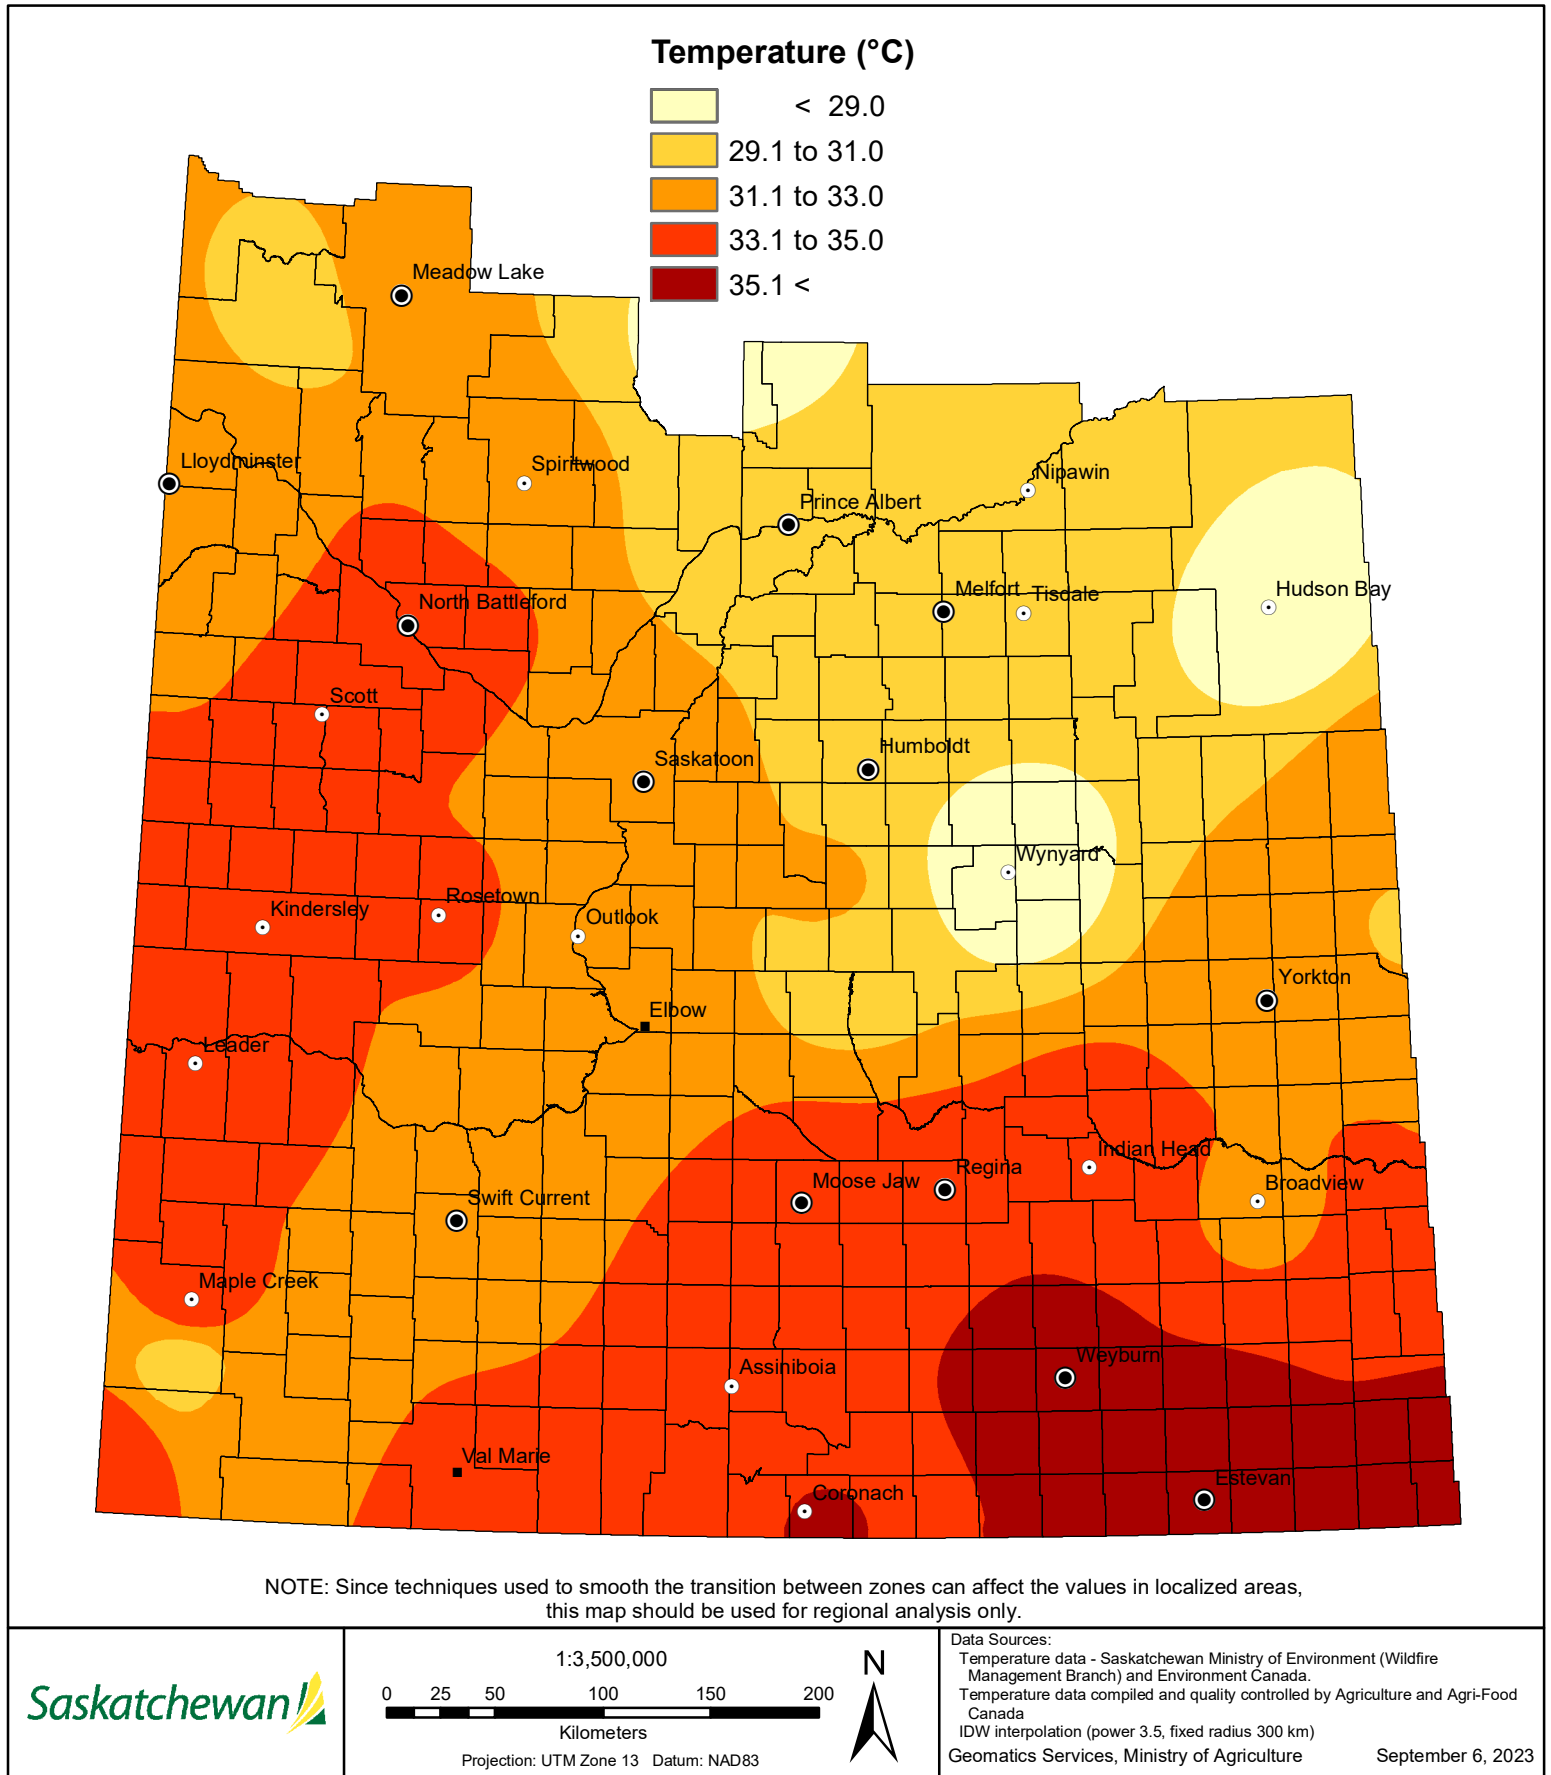 Temperature (°C)
< 29.0
29.1 to 31.0
31.1 to 33.0
33.1 to 35.0
35.1 <
Meadow Lake
Lloydminster
Spiritwood
Nipawin
Prince Albert
Hudson Bay
Melfort
Tisdale
North Battleford
Scott
Humboldt
Saskatoon
Wynyard
Rosetown
Kindersley
Outlook
Yorkton
Elbow
Leader
Indian Head
Regina
Moose Jaw
Broadview
Swift Current
Maple Creek
Weyburn
Assiniboia
Val Marie
Estevan
Coronach
NOTE: Since techniques used to smooth the transition between zones can affect the values in localized areas,
this map should be used for regional analysis only.
Saskatchewan
1:3,500,000
0 25 50 100 150 200
Kilometers
Projection: UTM Zone 13 Datum: NAD83
N
Data Sources:
Temperature data - Saskatchewan Ministry of Environment (Wildfire
Management Branch) and Environment Canada.
Temperature data compiled and quality controlled by Agriculture and Agri-Food
Canada
IDW interpolation (power 3.5, fixed radius 300 km)
Geomatics Services, Ministry of Agriculture September 6, 2023